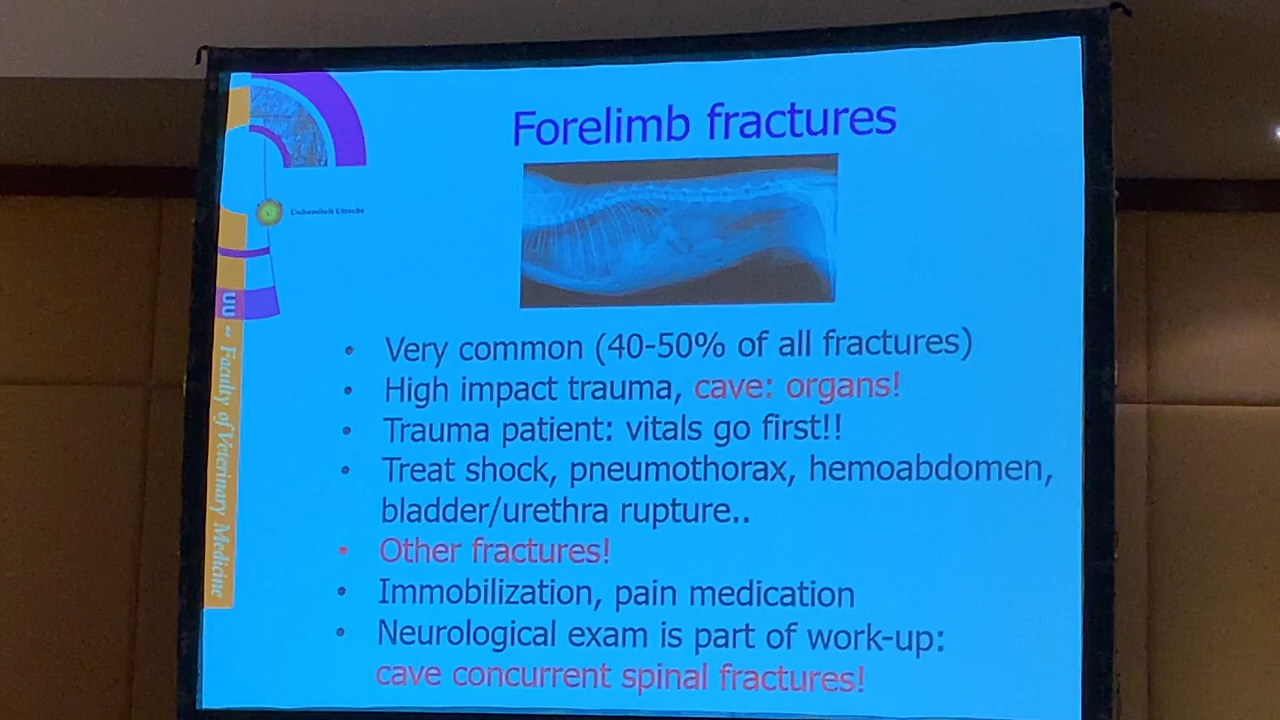 Forelimb fractures
Universiteit Utrecht
UU - Faculty of Veterinary Medicine
• Very common (40-50% of all fractures)
• High impact trauma, cave: organs!
• Trauma patient: vitals go first!!
• Treat shock, pneumothorax, hemoabdomen,
bladder/urethra rupture..
• Other fractures!
• Immobilization, pain medication
• Neurological exam is part of work-up:
cave concurrent spinal fractures!